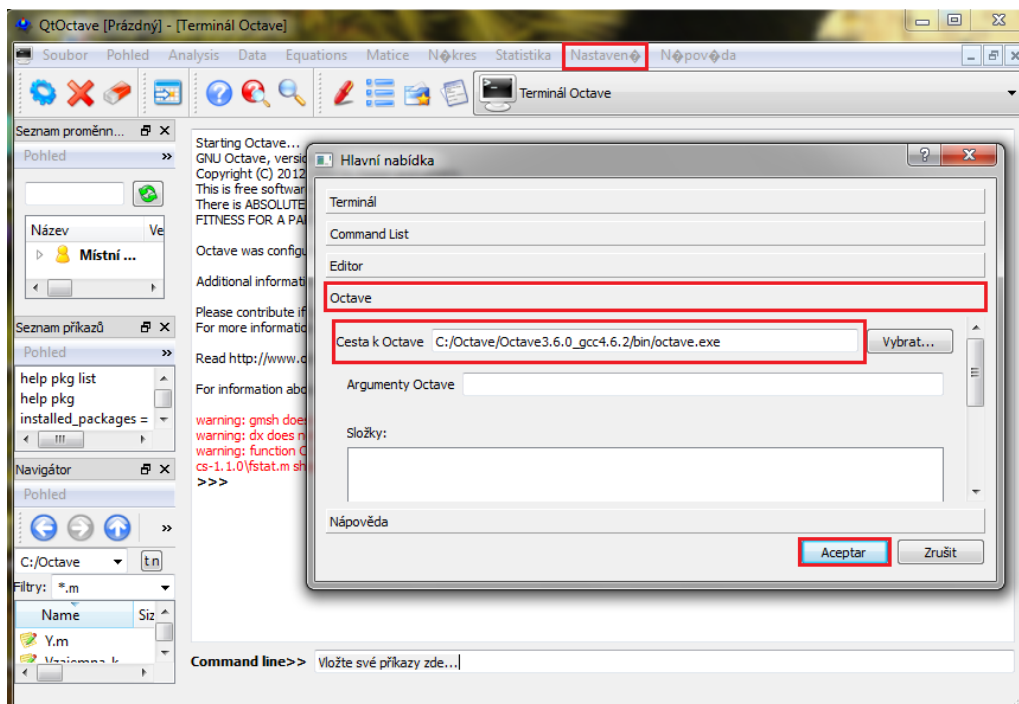 QtOctave [Prázdný] - [Terminál Octave]
Soubor Pohled Analysis Data Equations Matice N�kres Statistika Nastaven� N�pov�da
Terminál Octave
Seznam proměnn...
Pohled
Název Ve
Místní ...
Seznam příkazů
Pohled
help pkg list
help pkg
installed_packages =
Navigátor
Pohled
C:/Octave
Filtry: *.m
Name Siz
Y.m
Starting Octave...
GNU Octave, versi
Copyright (C) 2012
This is free softwar
There is ABSOLUTE
FITNESS FOR A PA
Octave was configu
Additional informati
Please contribute if
For more informatio
Read http://www.o
For information abo
warning: gmsh doe
warning: dx does n
warning: function C
cs-1.1.0\fstat.m sh
>>>
Command line>> Vložte své příkazy zde...
Hlavní nabídka
Terminál
Command List
Editor
Octave
Cesta k Octave C:/Octave/Octave3.6.0_gcc4.6.2/bin/octave.exe Vybrat...
Argumenty Octave
Složky:
Nápověda
Aceptar Zrušit